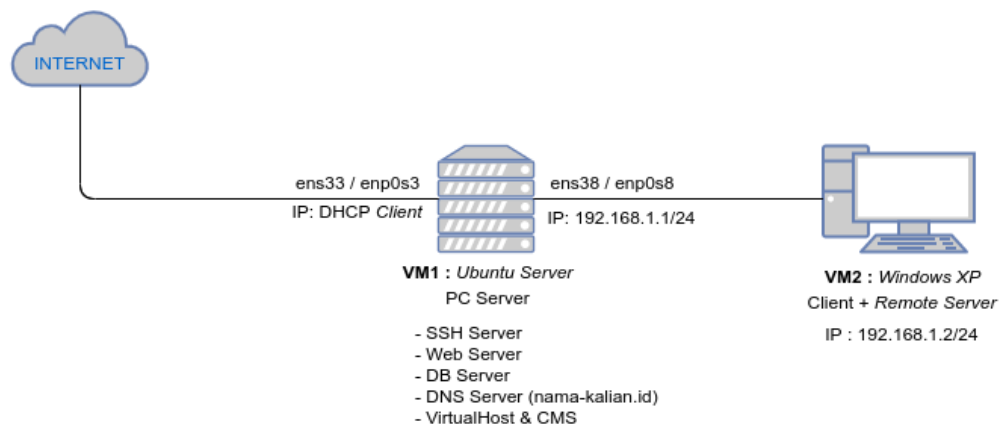 INTERNET
ens33 / enp0s3
IP: DHCP Client
ens38 / enp0s8
IP: 192.168.1.1/24
VM1 : Ubuntu Server
PC Server
- SSH Server
- Web Server
- DB Server
- DNS Server (nama-kalian.id)
- VirtualHost & CMS
VM2 : Windows XP
Client + Remote Server
IP : 192.168.1.2/24